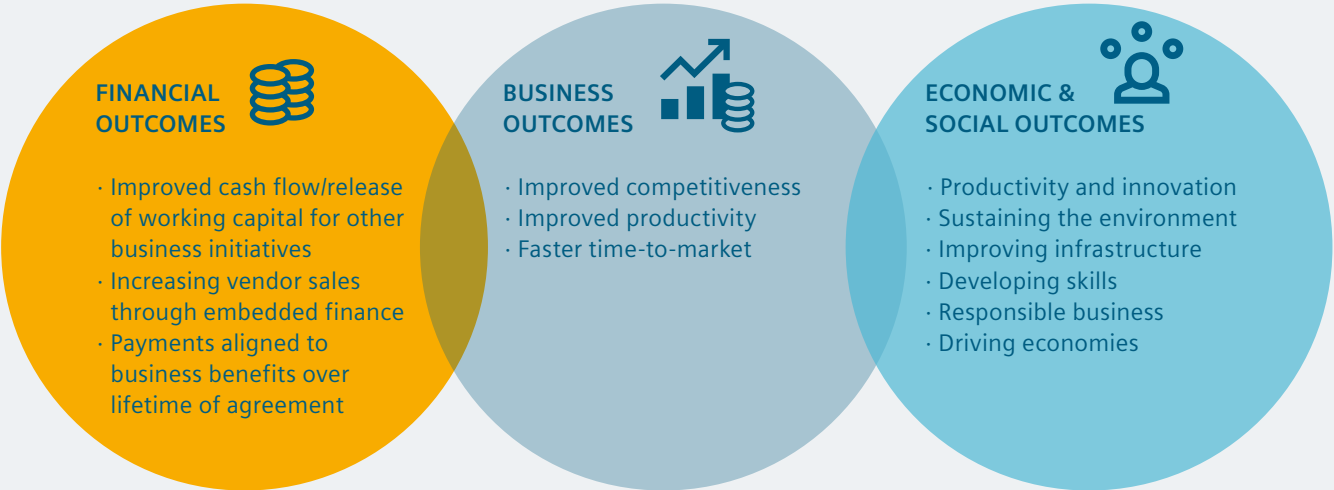 FINANCIAL
OUTCOMES
· Improved cash flow/release
of working capital for other
business initiatives
· Increasing vendor sales
through embedded finance
· Payments aligned to
business benefits over
lifetime of agreement
BUSINESS
OUTCOMES
· Improved competitiveness
· Improved productivity
· Faster time-to-market
ECONOMIC &
SOCIAL OUTCOMES
· Productivity and innovation
· Sustaining the environment
· Improving infrastructure
· Developing skills
· Responsible business
· Driving economies